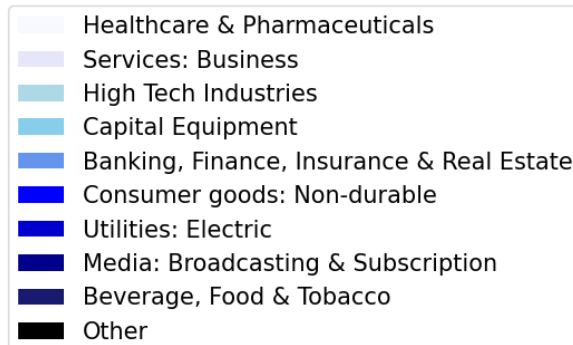 Healthcare & Pharmaceuticals
Services: Business
High Tech Industries
Capital Equipment
Banking, Finance, Insurance & Real Estate
Consumer goods: Non-durable
Utilities: Electric
Media: Broadcasting & Subscription
Beverage, Food & Tobacco
Other